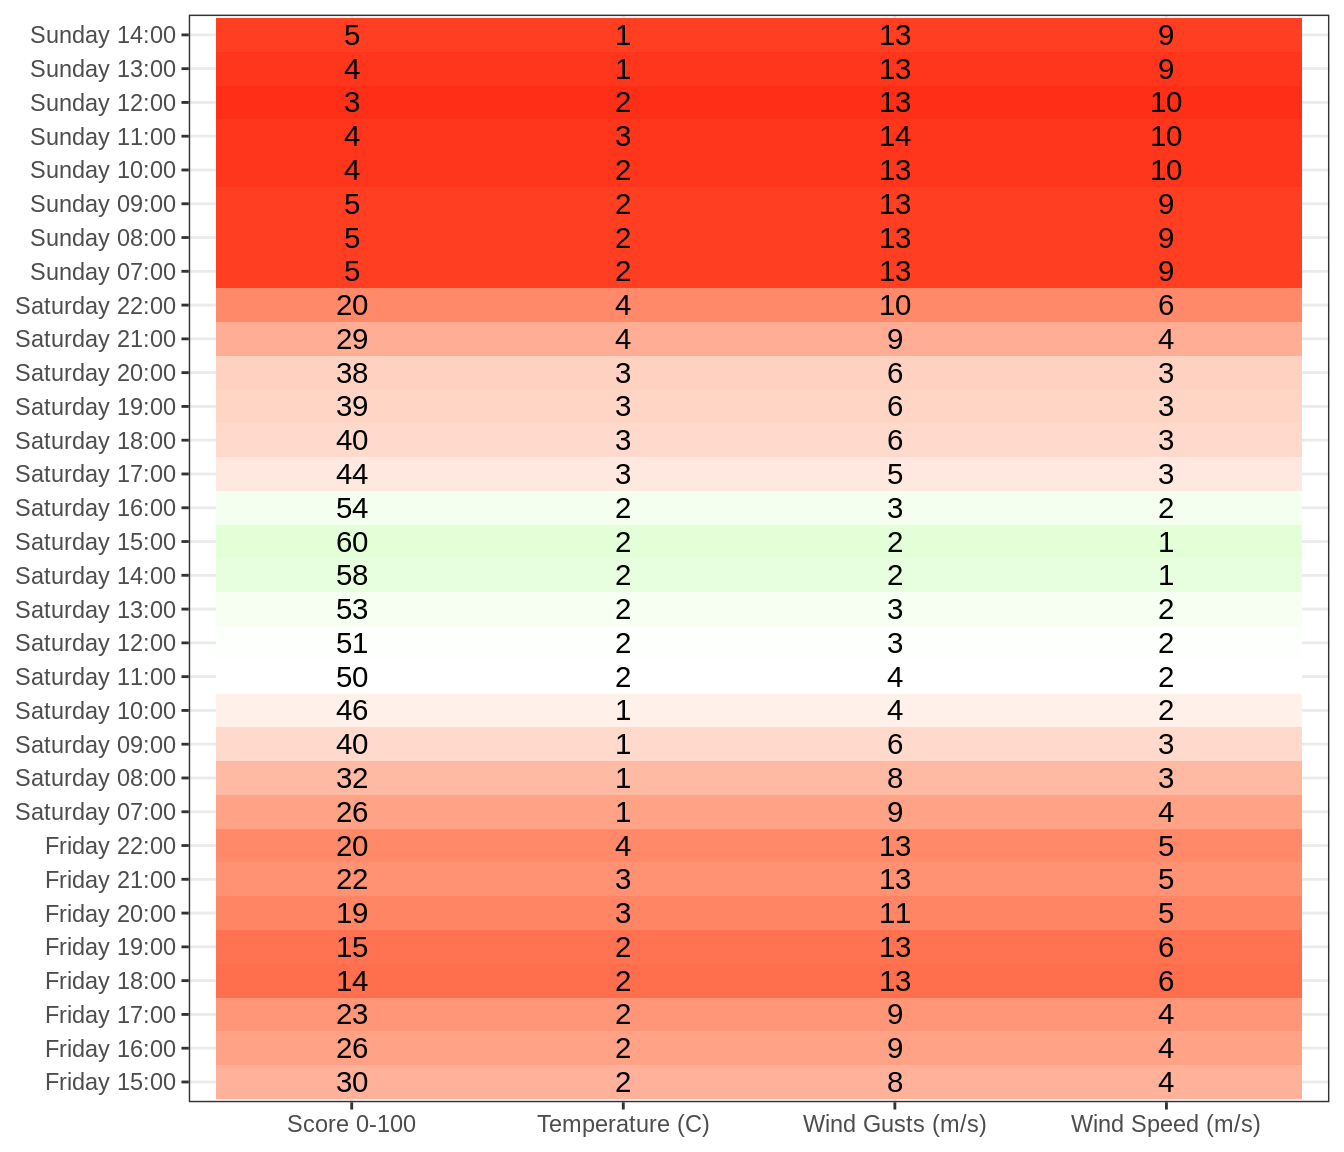 Sunday 14:00 5 1 13 9
Sunday 13:00 4 1 13 9
Sunday 12:00 3 2 13 10
Sunday 11:00 4 3 14 10
Sunday 10:00 4 2 13 10
Sunday 09:00 5 2 13 9
Sunday 08:00 5 2 13 9
Sunday 07:00 5 2 13 9
Saturday 22:00 20 4 10 6
Saturday 21:00 29 4 9 4
Saturday 20:00 38 3 6 3
Saturday 19:00 39 3 6 3
Saturday 18:00 40 3 6 3
Saturday 17:00 44 3 5 3
Saturday 16:00 54 2 3 2
Saturday 15:00 60 2 2 1
Saturday 14:00 58 2 2 1
Saturday 13:00 53 2 3 2
Saturday 12:00 51 2 3 2
Saturday 11:00 50 2 4 2
Saturday 10:00 46 1 4 2
Saturday 09:00 40 1 6 3
Saturday 08:00 32 1 8 3
Saturday 07:00 26 1 9 4
Friday 22:00 20 4 13 5
Friday 21:00 22 3 13 5
Friday 20:00 19 3 11 5
Friday 19:00 15 2 13 6
Friday 18:00 14 2 13 6
Friday 17:00 23 2 9 4
Friday 16:00 26 2 9 4
Friday 15:00 30 2 8 4
Score 0-100 Temperature (C) Wind Gusts (m/s) Wind Speed (m/s)